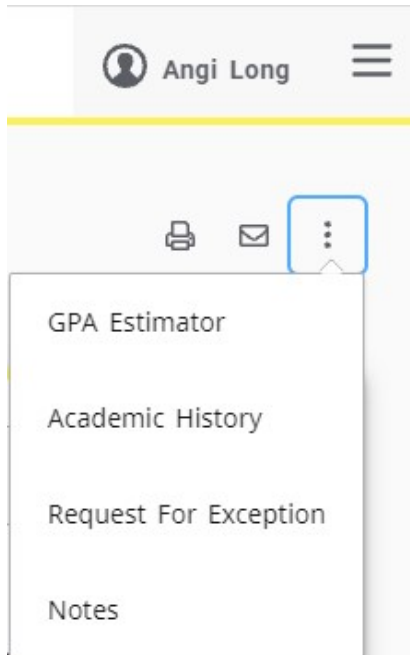 Angi Long
GPA Estimator
Academic History
Request For Exception
Notes